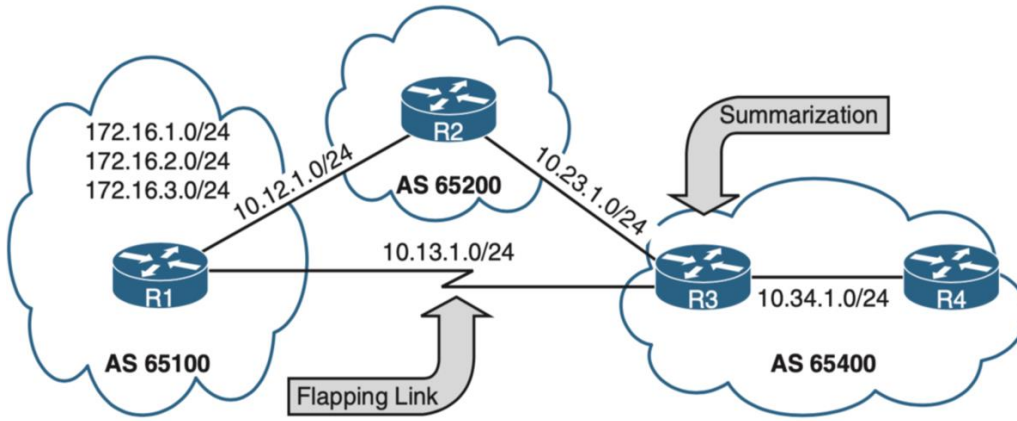 172.16.1.0/24
172.16.2.0/24
172.16.3.0/24
R1
AS 65100
10.12.1.0/24
R2
AS 65200
10.23.1.0/24
10.13.1.0/24
Flapping Link
Summarization
R3
10.34.1.0/24
R4
AS 65400